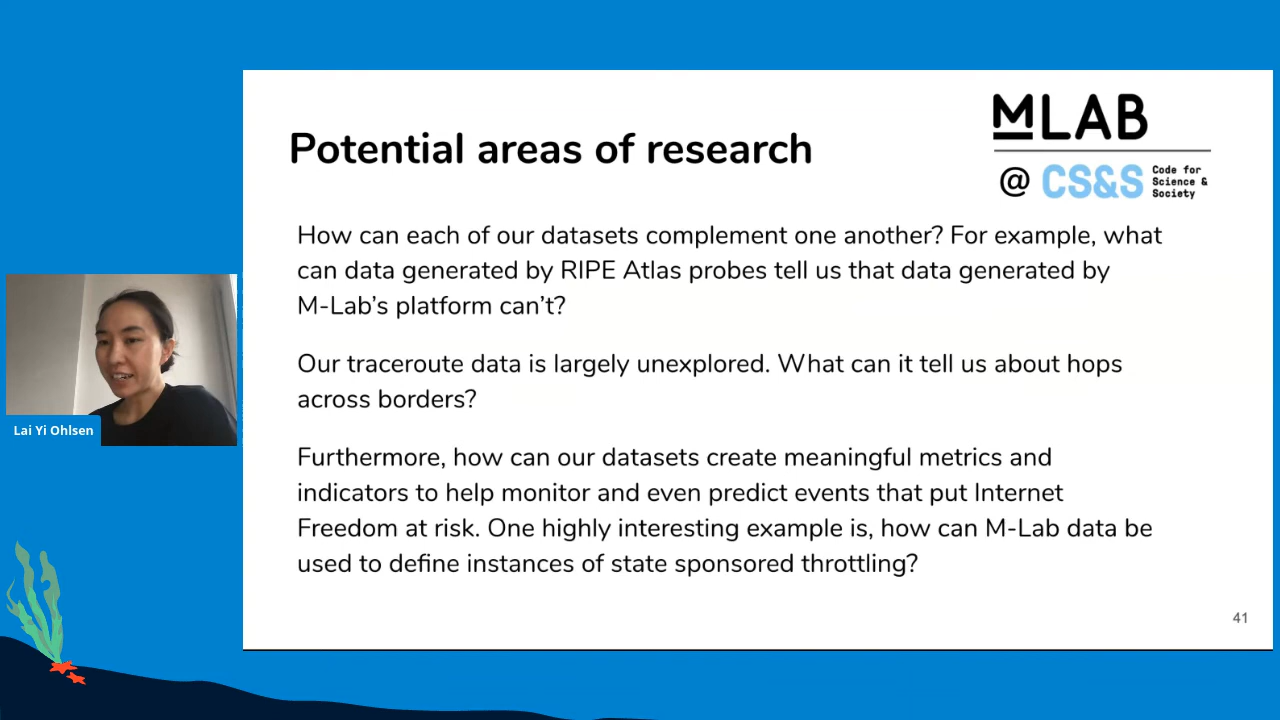 Potential areas of research
MLAB
@ CS&S Code for
Science &
Society
How can each of our datasets complement one another? For example, what
can data generated by RIPE Atlas probes tell us that data generated by
M-Lab’s platform can’t?
Our traceroute data is largely unexplored. What can it tell us about hops
across borders?
Furthermore, how can our datasets create meaningful metrics and
indicators to help monitor and even predict events that put Internet
Freedom at risk. One highly interesting example is, how can M-Lab data be
used to define instances of state sponsored throttling?
41
Lai Yi Ohlsen